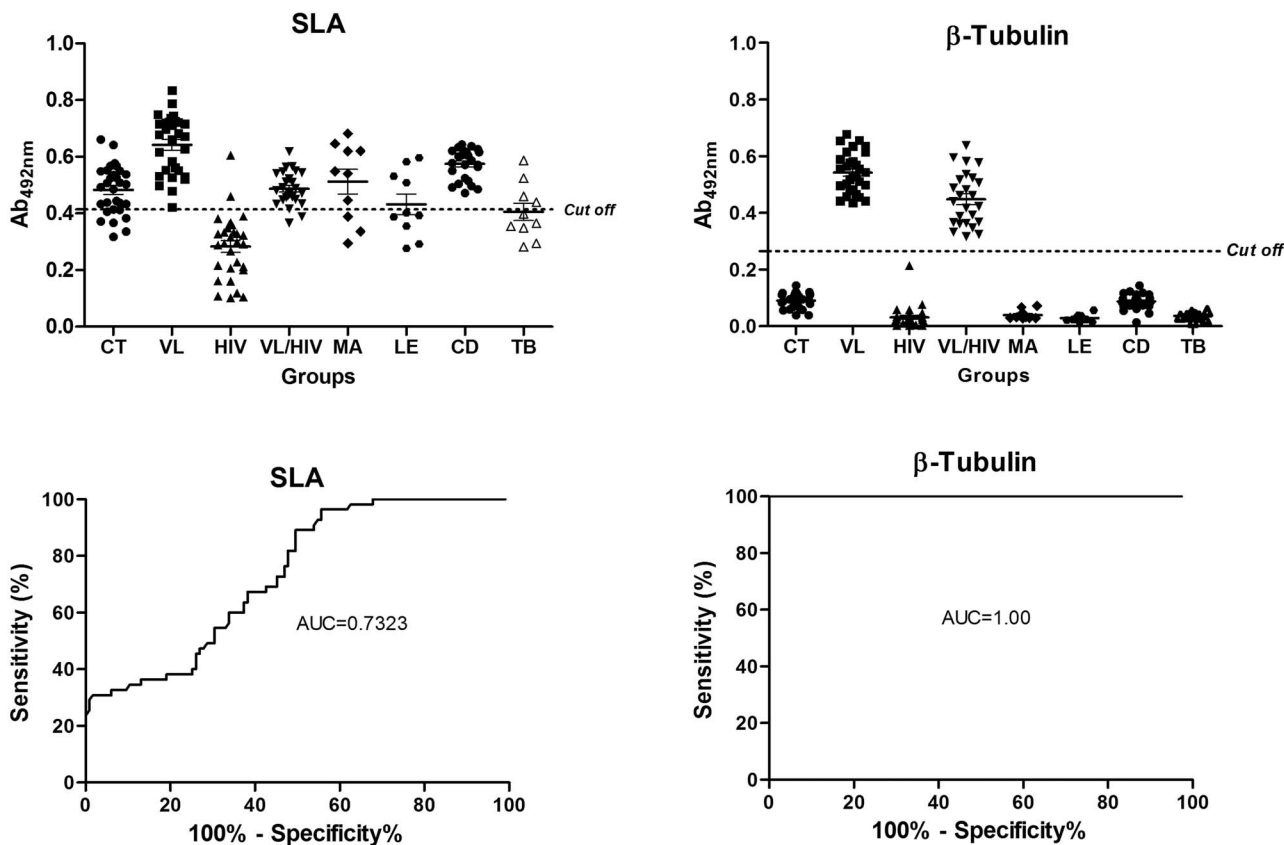 SLA
1.0
0.8
0.6
0.4
0.2
0.0
Ab492nm
Cut off
CT VL HIV VL/HIV MA LE CD TB
Groups
β-Tubulin
1.0
0.8
0.6
0.4
0.2
0.0
Ab492nm
Cut off
CT VL HIV VL/HIV MA LE CD TB
Groups
SLA
100
80
60
40
20
0
Sensitivity (%)
AUC=0.7323
0 20 40 60 80 100
100% - Specificity%
β-Tubulin
100
80
60
40
20
0
Sensitivity (%)
AUC=1.00
0 20 40 60 80 100
100% - Specificity%